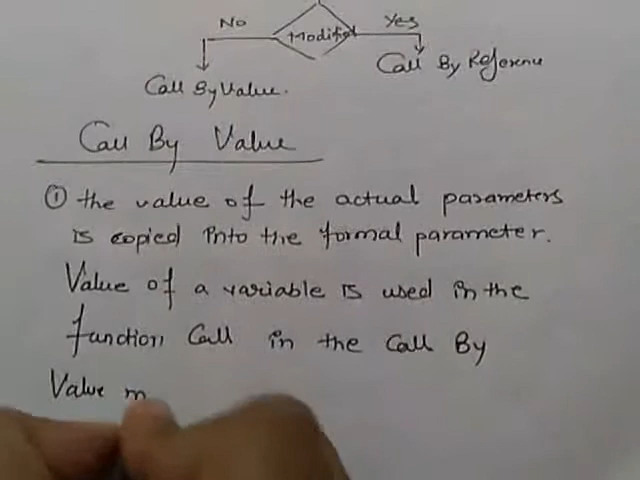 No Modified Yes
Call By Value.
Call By Reference
Call By Value
① the value of the actual parameters
is copied into the formal parameter.
Value of a variable is used in the
function Call in the Call By
Value m